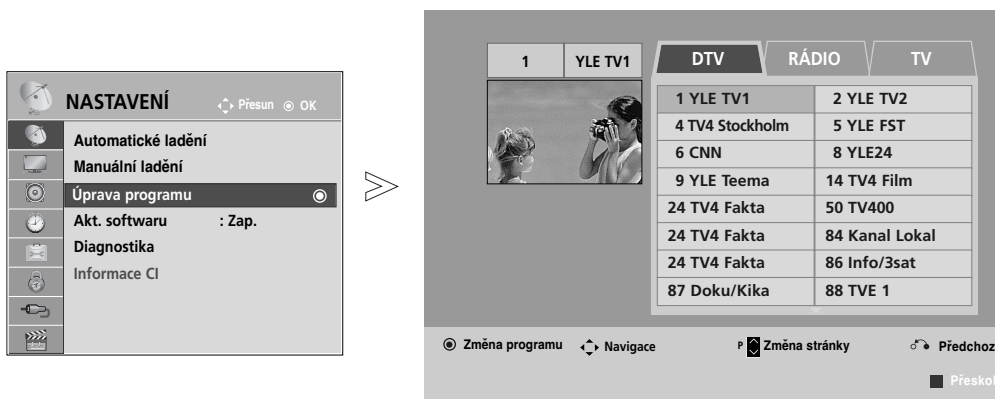 NASTAVENÍ
Přesun OK
Automatické ladění
Manuální ladění
Úprava programu
Akt. softwaru : Zap.
Diagnostika
Informace CI
1 YLE TV1
DTV RÁDIO TV
1 YLE TV1 2 YLE TV2
4 TV4 Stockholm 5 YLE FST
6 CNN 8 YLE24
9 YLE Teema 14 TV4 Film
24 TV4 Fakta 50 TV400
24 TV4 Fakta 84 Kanal Lokal
24 TV4 Fakta 86 Info/3sat
87 Doku/Kika 88 TVE 1
Změna programu Navigace P Změna stránky Předchoz
Přeskol